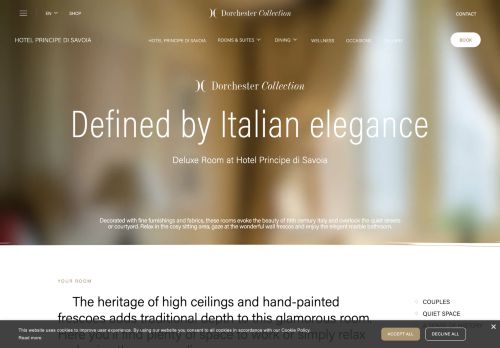 EN
SHOP
Dorchester Collection
CONTACT
HOTEL PRINCIPE DI SAVOIA
HOTEL PRINCIPE DI SAVOIA
ROOMS & SUITES
DINING
WELLNESS
OCCASIONS
GALLERY
BOOK
Dorchester Collection
Defined by Italian elegance
Deluxe Room at Hotel Principe di Savoia
Decorated with fine furnishings and fabrics, these rooms evoke the beauty of 19th century Italy and overlook the quiet streets
or courtyard. Relax in the cosy sitting area, gaze at the wonderful wall frescos and enjoy the elegant marble bathroom.
YOUR ROOM
The heritage of high ceilings and hand-painted
frescoes adds traditional depth to this glamorous room.
Here you'll find plenty of space to work or simply relax
COUPLES
QUIET SPACE
This website uses cookies to improve user experience. By using our website you consent to all cookies in accordance with our Cookie Policy.
Read more
ACCEPT ALL
DECLINE ALL